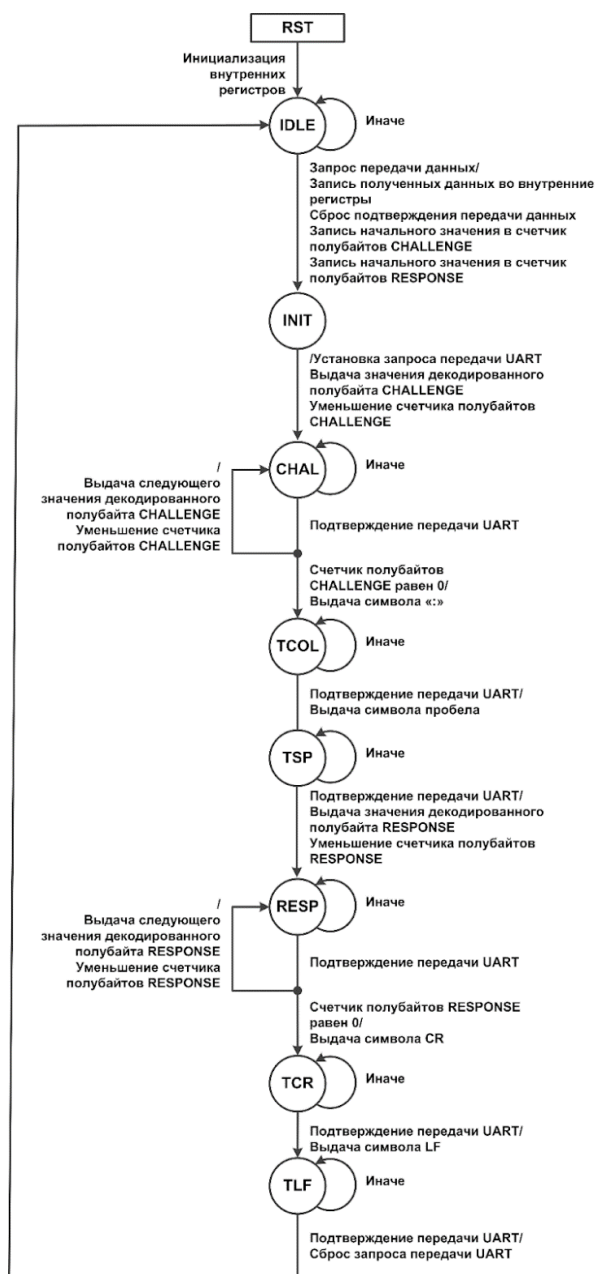 RST
Инициализация
внутренних
регистров
IDLE
Иначе
Запрос передачи данных/
Запись полученных данных во внутренние
регистры
Сброс подтверждения передачи данных
Запись начального значения в счетчик
полубайтов CHALLENGE
Запись начального значения в счетчик
полубайтов RESPONSE
INIT
/Установка запроса передачи UART
Выдача значения декодированного
полубайта CHALLENGE
Уменьшение счетчика полубайтов
CHALLENGE
CHAL
Иначе
/
Выдача следующего
значения декодированного
полубайта CHALLENGE
Уменьшение счетчика
полубайтов CHALLENGE
Подтверждение передачи UART
Счетчик полубайтов
CHALLENGE равен 0/
Выдача символа «:»
TCOL
Иначе
Подтверждение передачи UART/
Выдача символа пробела
TSP
Иначе
Подтверждение передачи UART/
Выдача значения декодированного
полубайта RESPONSE
Уменьшение счетчика полубайтов
RESPONSE
RESP
Иначе
/
Выдача следующего
значения декодированного
полубайта RESPONSE
Уменьшение счетчика
полубайтов RESPONSE
Подтверждение передачи UART
Счетчик полубайтов RESPONSE
равен 0/
Выдача символа CR
TCR
Иначе
Подтверждение передачи UART/
Выдача символа LF
TLF
Иначе
Подтверждение передачи UART/
Сброс запроса передачи UART